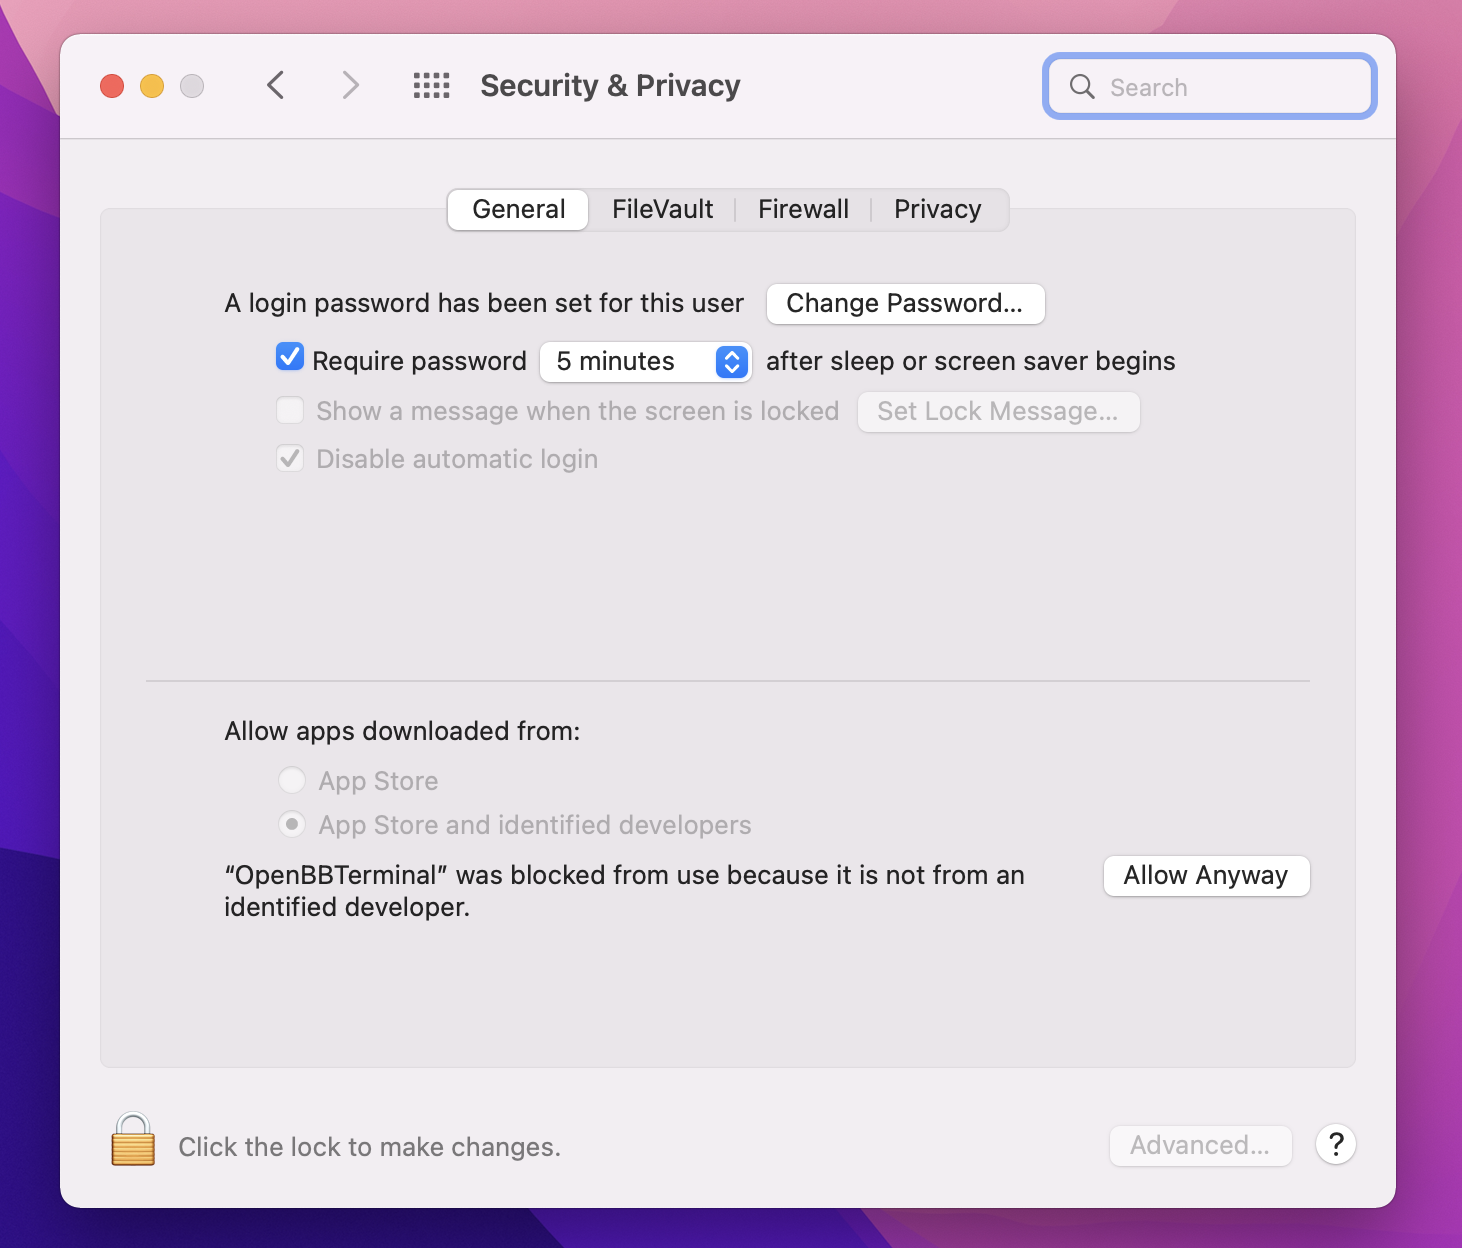 Security & Privacy
Search
General
FileVault
Firewall
Privacy
A login password has been set for this user
Change Password...
Require password
5 minutes
after sleep or screen saver begins
Show a message when the screen is locked
Set Lock Message...
Disable automatic login
Allow apps downloaded from:
App Store
App Store and identified developers
“OpenBBTerminal” was blocked from use because it is not from an
identified developer.
Allow Anyway
Click the lock to make changes.
Advanced...
?